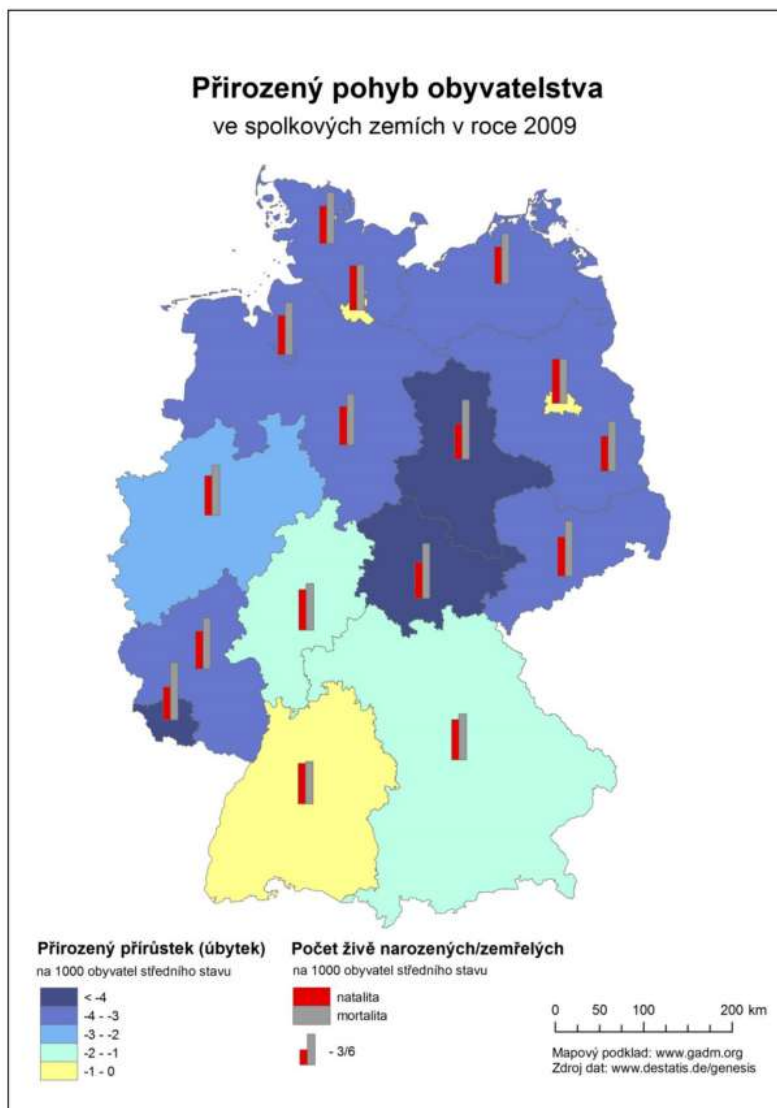 Přirozený pohyb obyvatelstva
ve spolkových zemích v roce 2009
Přirozený přírůstek (úbytek)
na 1000 obyvatel středního stavu
< -4
-4 - -3
-3 - -2
-2 - -1
-1 - 0
Počet živě narozených/zemřelých
na 1000 obyvatel středního stavu
natalita
mortalita
- 3/6
0 50 100 200 km
Mapový podklad: www.gadm.org
Zdroj dat: www.destatis.de/genesis